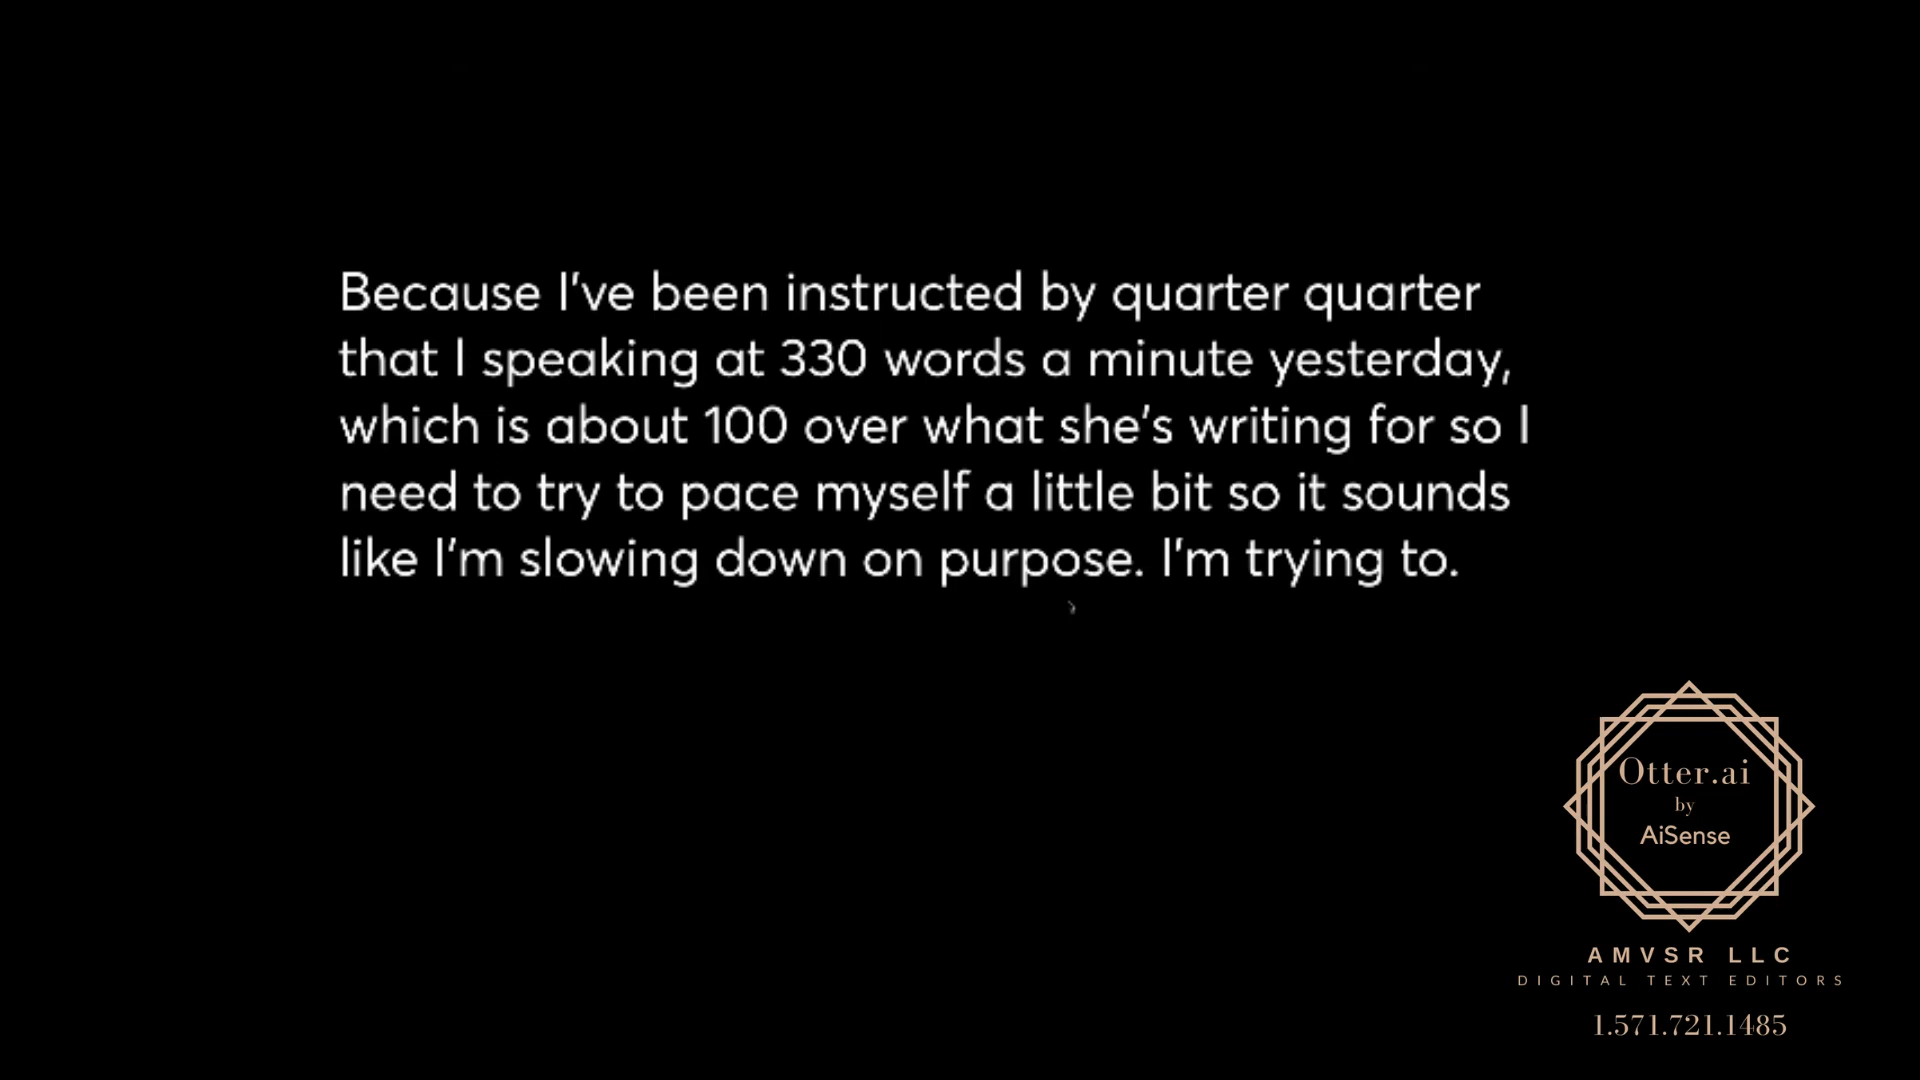 Because I've been instructed by quarter quarter
that I speaking at 330 words a minute yesterday,
which is about 100 over what she's writing for so I
need to try to pace myself a little bit so it sounds
like I'm slowing down on purpose. I'm trying to.
Otter.ai
by
AiSense
AMVSR LLC
DIGITAL TEXT EDITORS
1.571.721.1485